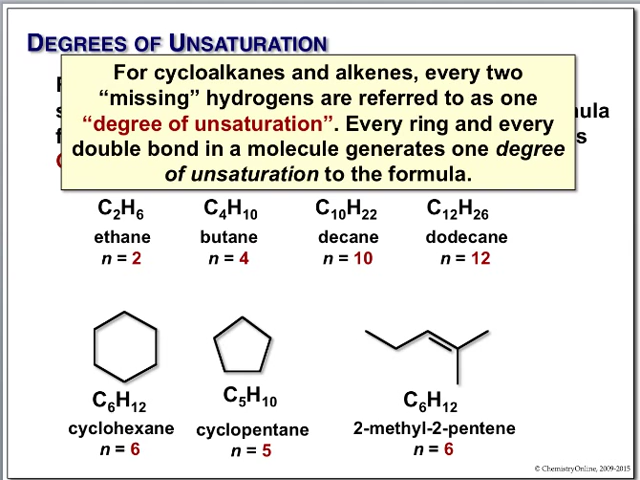 DEGREES OF UNSATURATION
For cycloalkanes and alkenes, every two
“missing” hydrogens are referred to as one
“degree of unsaturation”. Every ring and every
double bond in a molecule generates one degree
of unsaturation to the formula.
C₂H₆ C₄H₁₀ C₁₀H₂₂ C₁₂H₂₆
ethane butane decane dodecane
n = 2 n = 4 n = 10 n = 12
C₆H₁₂ C₅H₁₀ C₆H₁₂
cyclohexane cyclopentane 2-methyl-2-pentene
n = 6 n = 5 n = 6
© ChemistryOnline, 2009-2015